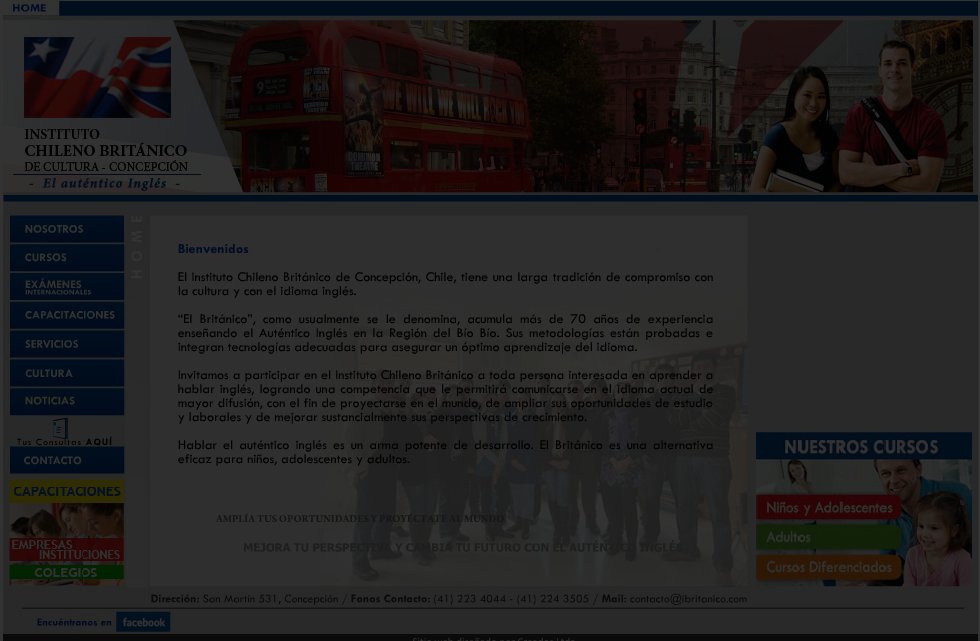 HOME
INSTITUTO
CHILENO BRITÁNICO
DE CULTURA - CONCEPCIÓN
- El auténtico Inglés -
NOSOTROS
CURSOS
EXÁMENES
INTERNACIONALES
CAPACITACIONES
SERVICIOS
CULTURA
NOTICIAS
Tus Consultas AQUÍ
CONTACTO
CAPACITACIONES
EMPRESAS
INSTITUCIONES
COLEGIOS
HOME
Bienvenidos
El Instituto Chileno Británico de Concepción, Chile, tiene una larga tradición de compromiso con
la cultura y con el idioma inglés.
“El Británico”, como usualmente se le denomina, acumula más de 70 años de experiencia
enseñando el Auténtico Inglés en la Región del Bío Bío. Sus metodologías están probadas e
integran tecnologías adecuadas para asegurar un óptimo aprendizaje del idioma.
Invitamos a participar en el Instituto Chileno Británico a toda persona interesada en aprender a
hablar inglés, logrando una competencia que le permitirá comunicarse en el idioma actual de
mayor difusión, con el fin de proyectarse en el mundo, de ampliar sus oportunidades de estudio
y laborales y de mejorar sustancialmente sus perspectivas de crecimiento.
Hablar el auténtico inglés es un arma potente de desarrollo. El Británico es una alternativa
eficaz para niños, adolescentes y adultos.
AMPLÍA TUS OPORTUNIDADES Y PROYÉCTATE AL MUNDO
MEJORA TU PERSPECTIVA Y CAMBIA TU FUTURO CON EL AUTÉNTICO INGLÉS
NUESTROS CURSOS
Niños y Adolescentes
Adultos
Cursos Diferenciados
Dirección: San Martín 531, Concepción / Fonos Contacto: (41) 223 4044 - (41) 224 3505 / Mail: contacto@ibritanico.com
Encuéntranos en facebook